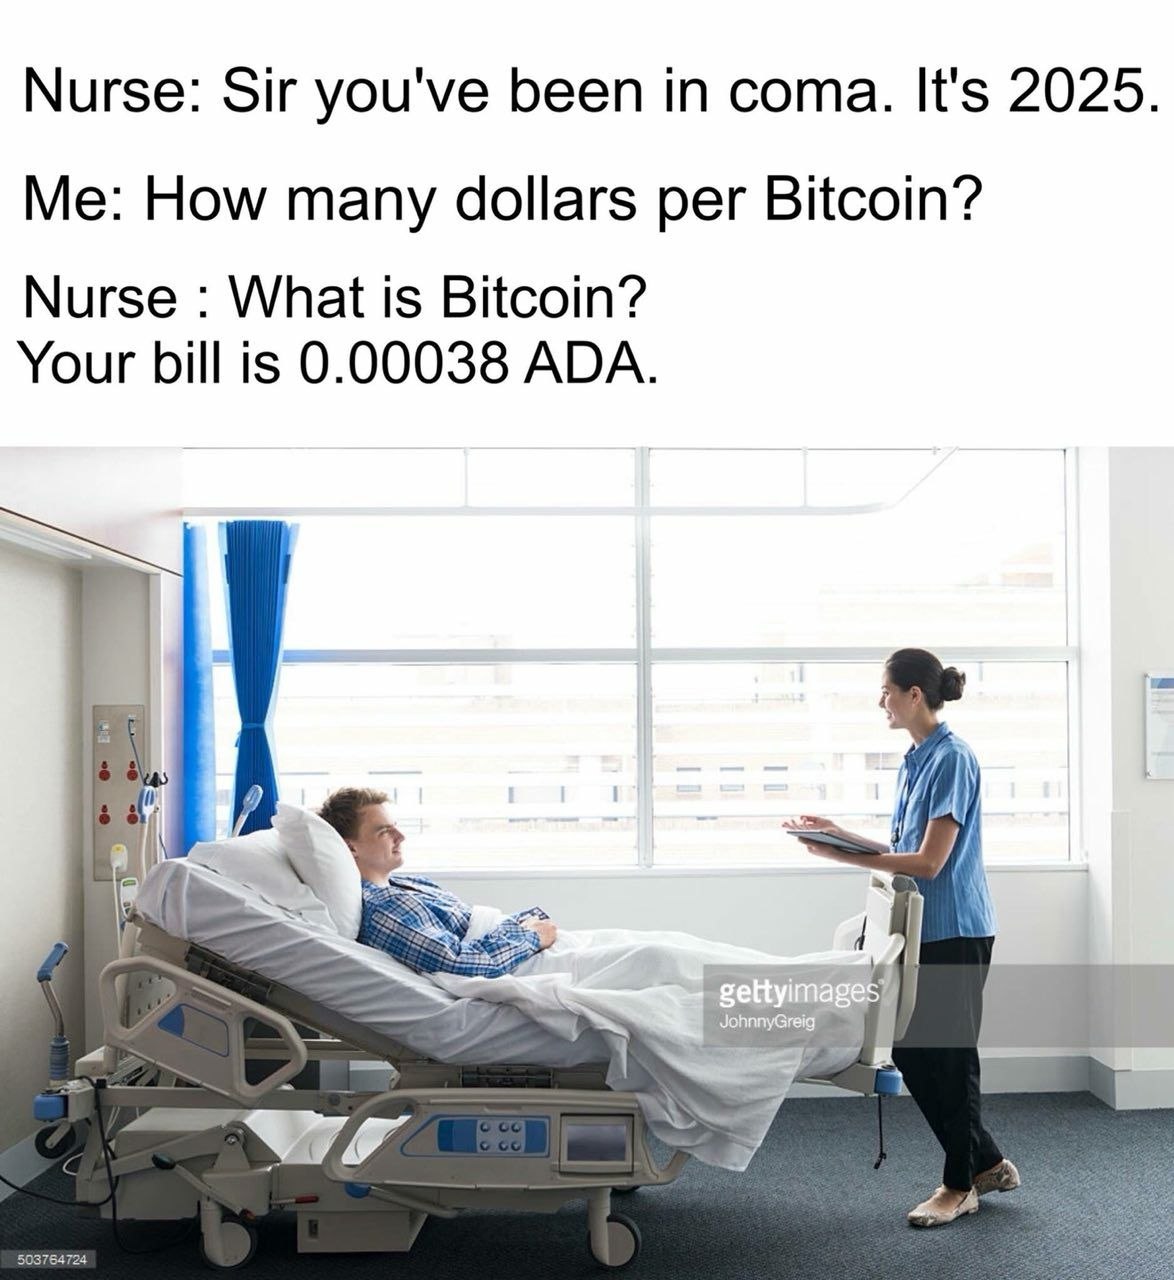 Nurse: Sir you've been in coma. It's 2025.
Me: How many dollars per Bitcoin?
Nurse : What is Bitcoin?
Your bill is 0.00038 ADA.
gettyimages®
JohnnyGreig
503764724